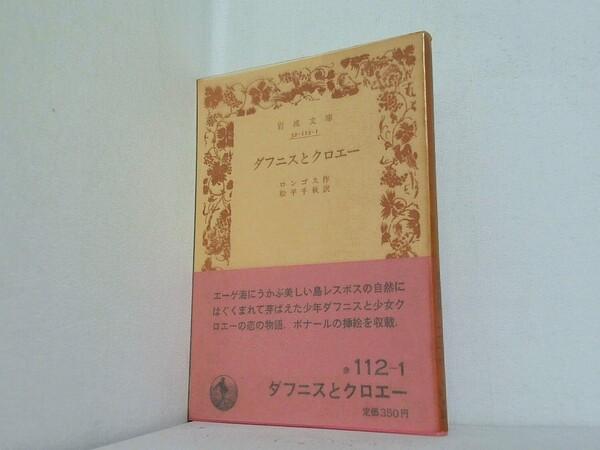 岩波文庫
32-112-1
ダフニスとクロエー
ロンゴス作
松平千秋訳
エーゲ海にうかぶ美しい島レスボスの自然に
はぐくまれて芽ばえた少年ダフニスと少女ク
ロエーの恋の物語．ボナールの挿絵を収載．
赤 112-1
ダフニスとクロエー
定価350円